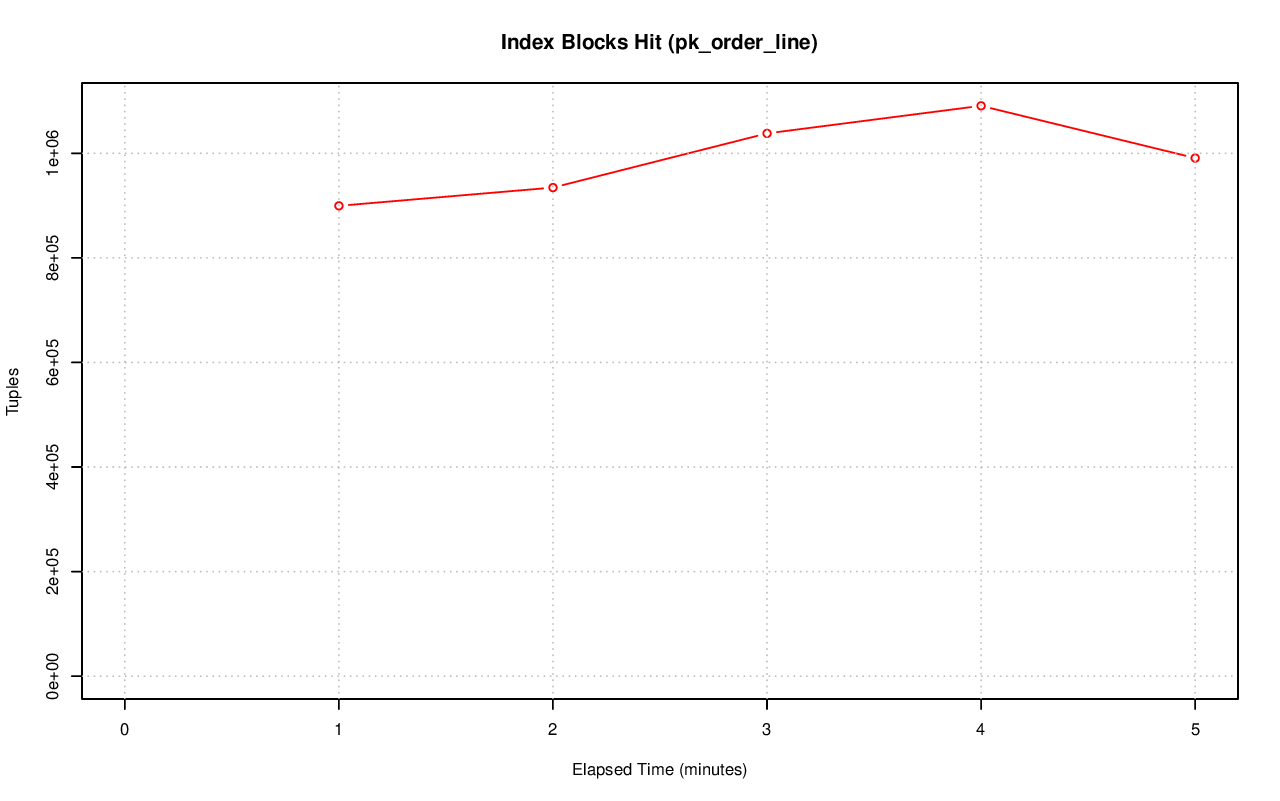 Index Blocks Hit (pk_order_line)
Tuples
1e+06
8e+05
6e+05
4e+05
2e+05
0e+00
0 1 2 3 4 5
Elapsed Time (minutes)